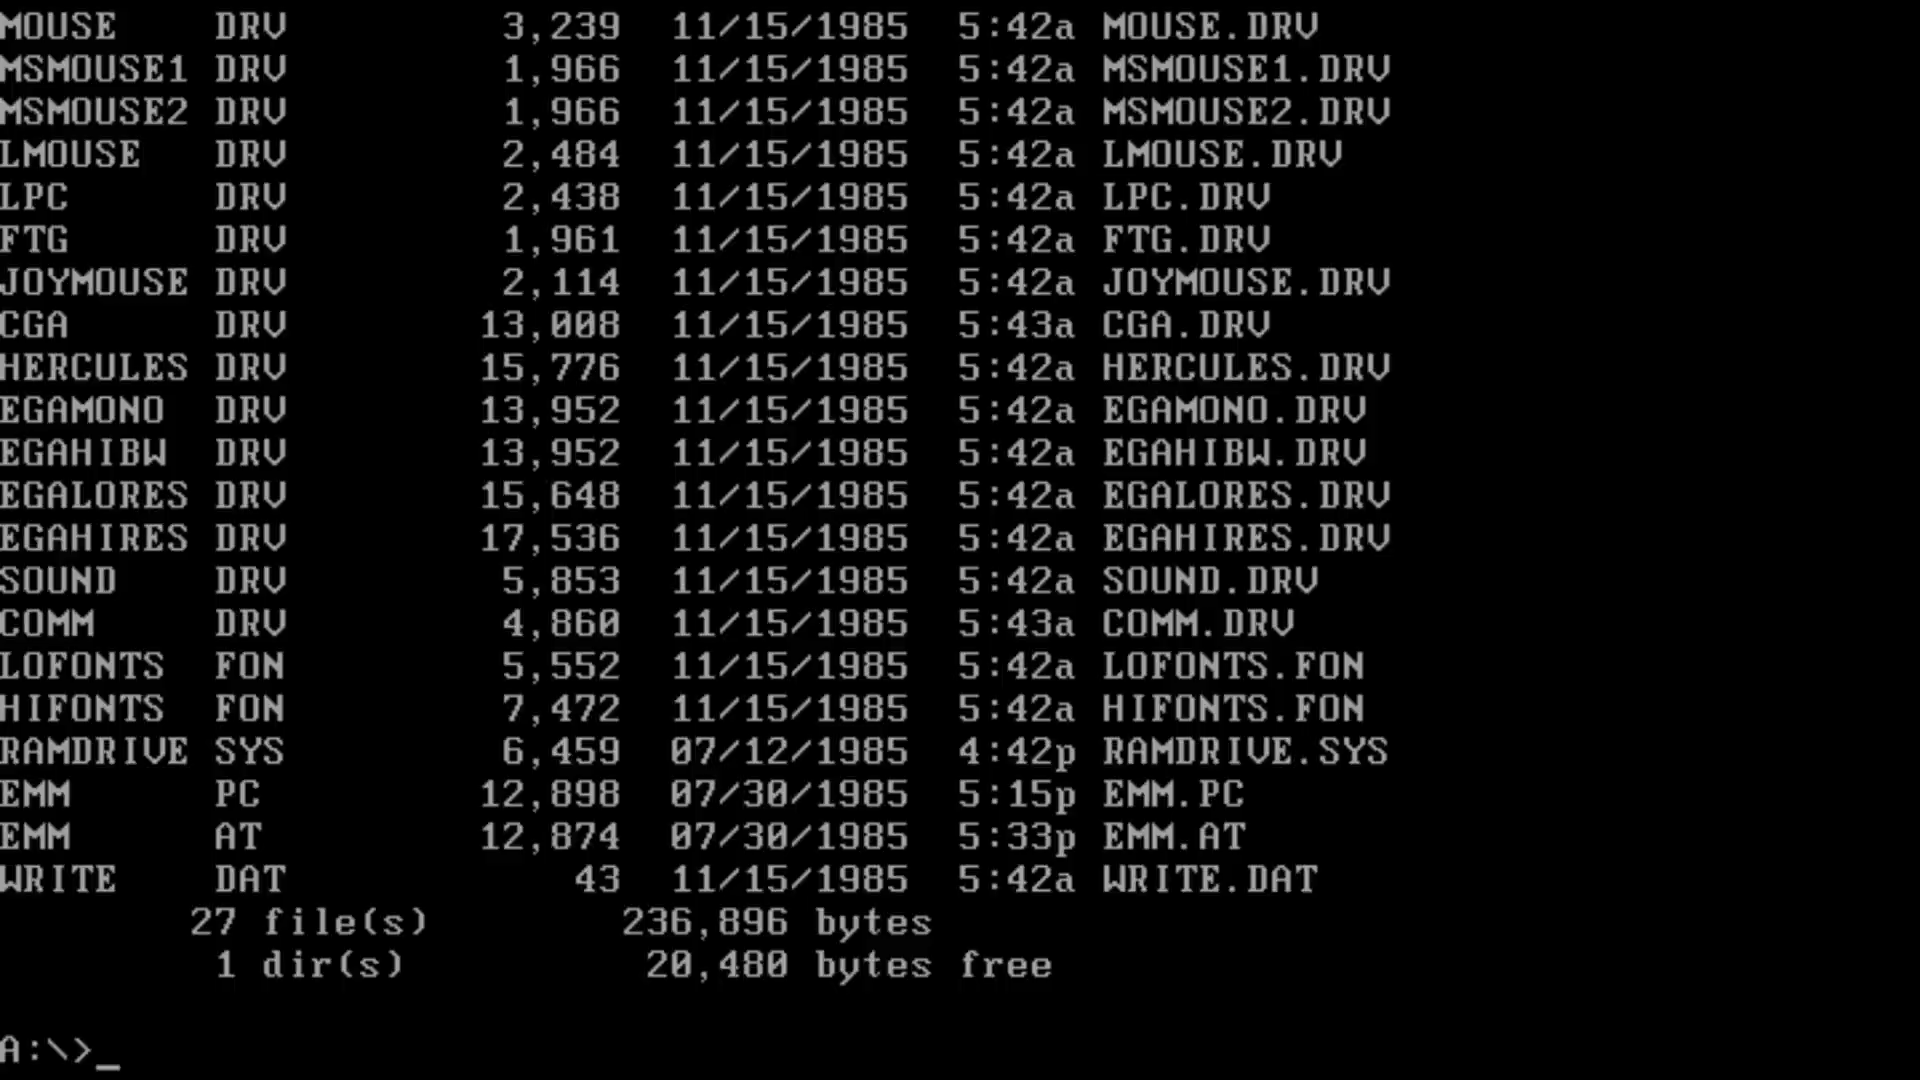 MOUSE    DRV         3,239  11/15/1985  5:42a MOUSE.DRV
MSMOUSE1 DRV         1,966  11/15/1985  5:42a MSMOUSE1.DRV
MSMOUSE2 DRV         1,966  11/15/1985  5:42a MSMOUSE2.DRV
LMOUSE   DRV         2,484  11/15/1985  5:42a LMOUSE.DRV
LPC      DRV         2,438  11/15/1985  5:42a LPC.DRV
FTG      DRV         1,961  11/15/1985  5:42a FTG.DRV
JOYMOUSE DRV         2,114  11/15/1985  5:42a JOYMOUSE.DRV
CGA      DRV        13,008  11/15/1985  5:43a CGA.DRV
HERCULES DRV        15,776  11/15/1985  5:42a HERCULES.DRV
EGAMONO  DRV        13,952  11/15/1985  5:42a EGAMONO.DRV
EGAHIBW  DRV        13,952  11/15/1985  5:42a EGAHIBW.DRV
EGALORES DRV        15,648  11/15/1985  5:42a EGALORES.DRV
EGAHIRES DRV        17,536  11/15/1985  5:42a EGAHIRES.DRV
SOUND    DRV         5,853  11/15/1985  5:42a SOUND.DRV
COMM     DRV         4,860  11/15/1985  5:43a COMM.DRV
LOFONTS  FON         5,552  11/15/1985  5:42a LOFONTS.FON
HIFONTS  FON         7,472  11/15/1985  5:42a HIFONTS.FON
RAMDRIVE SYS         6,459  07/12/1985  4:42p RAMDRIVE.SYS
EMM      PC         12,898  07/30/1985  5:15p EMM.PC
EMM      AT         12,874  07/30/1985  5:33p EMM.AT
WRITE    DAT            43  11/15/1985  5:42a WRITE.DAT
        27 file(s)        236,896 bytes
         1 dir(s)          20,480 bytes free
A:\>_